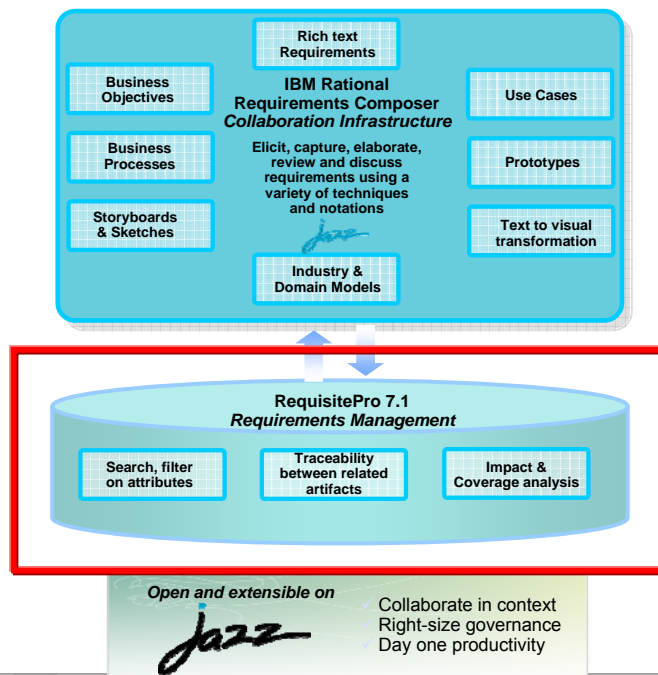 Rich text
Requirements
IBM Rational
Requirements Composer
Collaboration Infrastructure
Business
Objectives
Use Cases
Elicit, capture, elaborate,
review and discuss
requirements using a
variety of techniques
and notations
Business
Processes
Prototypes
Storyboards
& Sketches
Text to visual
transformation
jazz
Industry &
Domain Models
RequisitePro 7.1
Requirements Management
Search, filter
on attributes
Traceability
between related
artifacts
Impact &
Coverage analysis
Open and extensible on
jazz
✓ Collaborate in context
✓ Right-size governance
✓ Day one productivity